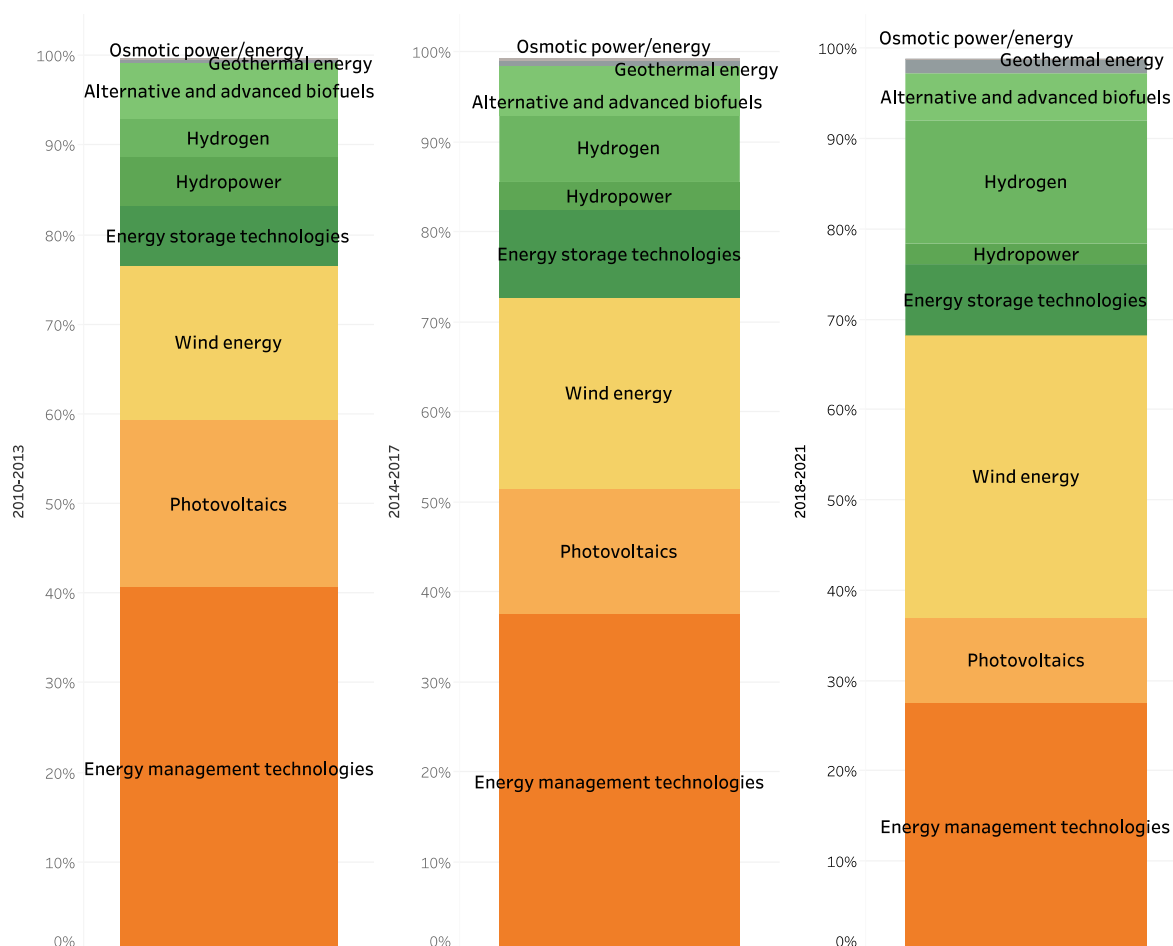 2010-2013
100%
90%
80%
70%
60%
50%
40%
30%
20%
10%
0%
Osmotic power/energy
Geothermal energy
Alternative and advanced biofuels
Hydrogen
Hydropower
Energy storage technologies
Wind energy
Photovoltaics
Energy management technologies
2014-2017
100%
90%
80%
70%
60%
50%
40%
30%
20%
10%
0%
Osmotic power/energy
Geothermal energy
Alternative and advanced biofuels
Hydrogen
Hydropower
Energy storage technologies
Wind energy
Photovoltaics
Energy management technologies
2018-2021
100%
90%
80%
70%
60%
50%
40%
30%
20%
10%
0%
Osmotic power/energy
Geothermal energy
Alternative and advanced biofuels
Hydrogen
Hydropower
Energy storage technologies
Wind energy
Photovoltaics
Energy management technologies